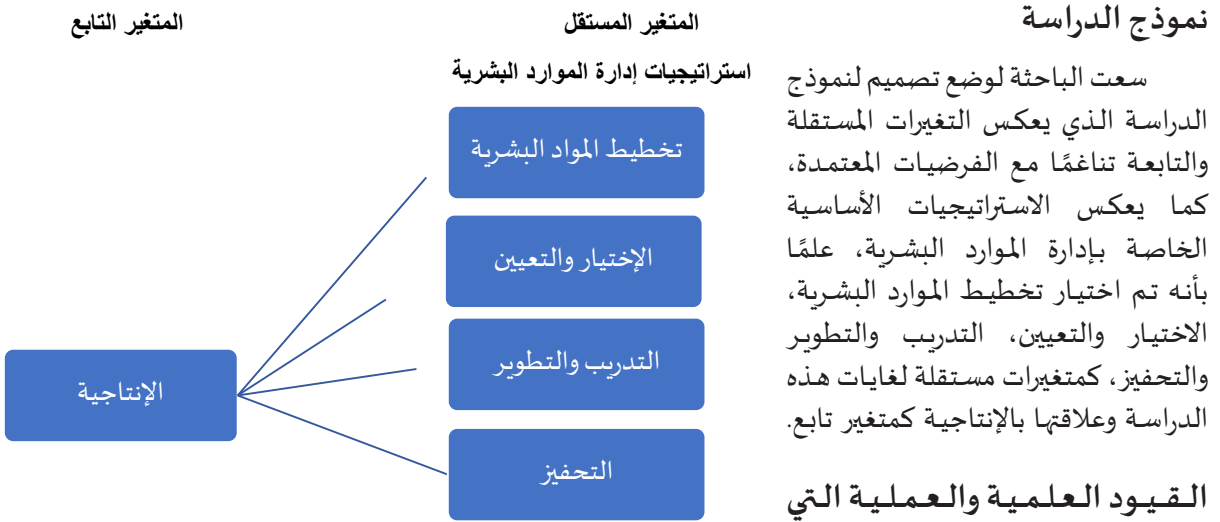 نموذج الدراسة
سعت الباحثة لوضع تصميم لنموذج
الدراسة الذي يعكس التغيرات المستقلة
والتابعة تناغمًا مع الفرضيات المعتمدة،
كما يعكس الاستراتيجيات الأساسية
الخاصة بإدارة الموارد البشرية، علمًا
بأنه تم اختيار تخطيط الموارد البشرية،
الاختيار والتعيين، التدريب والتطوير
والتحفيز، كمتغيرات مستقلة لغايات هذه
الدراسة وعلاقتها بالإنتاجية كمتغير تابع.
القيود العلمية والعملية التي
المتغير المستقل
استراتيجيات إدارة الموارد البشرية
تخطيط المواد البشرية
الإختيار والتعيين
التدريب والتطوير
التحفيز
المتغير التابع
الإنتاجية